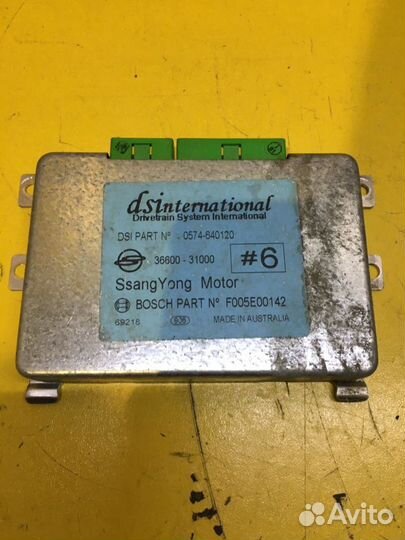 dsinternational
Drivetrain System International
DSI PART Nº 0574-640120
36600-31000 #6
SsangYong Motor
BOSCH PART Nº F005E00142
69218 636 MADE IN AUSTRALIA
Avito